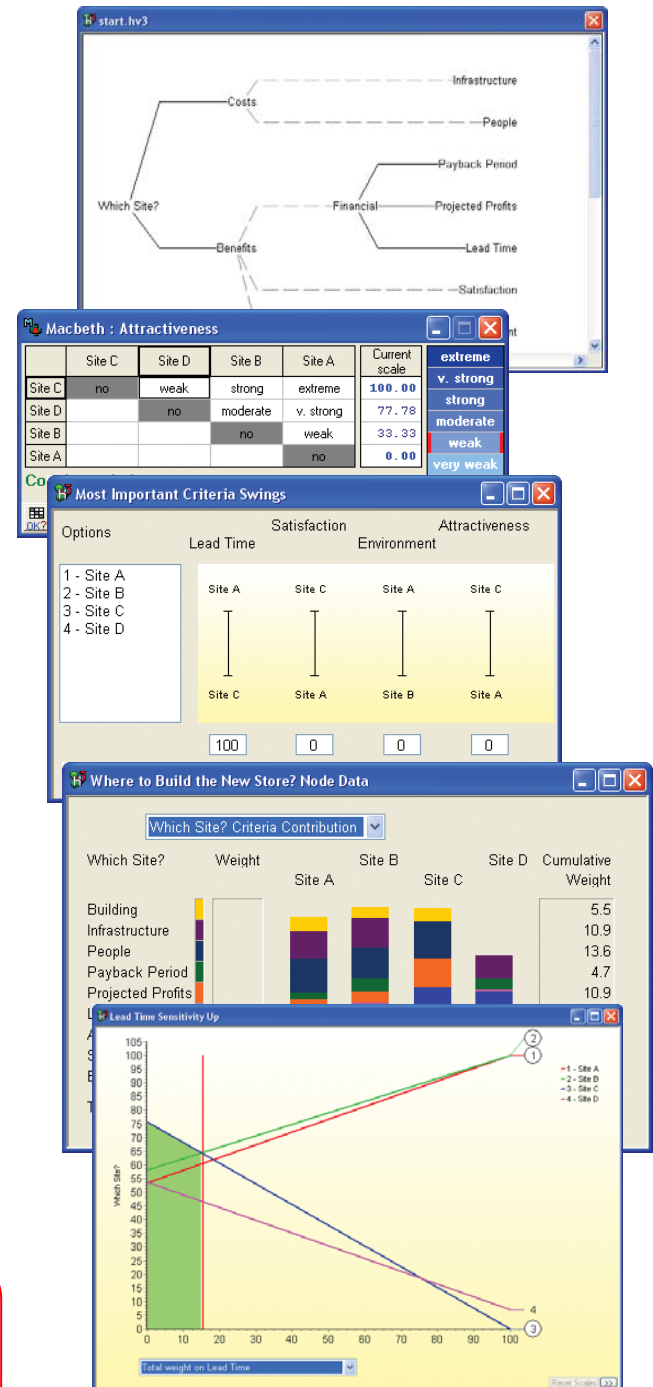 start.hv3
Infrastructure
Costs
People
Payback Period
Which Site?
Financial
Projected Profits
Benefits
Lead Time
Satisfaction
Macbeth : Attractiveness
Site C Site D Site B Site A Current scale extreme
v. strong
Site C no weak strong extreme 100.00
strong
Site D no moderate v. strong 77.78
moderate
Site B no weak 33.33
weak
Site A no 0.00
very weak
Most Important Criteria Swings
Options
Satisfaction Attractiveness
Lead Time Environment
1 - Site A
2 - Site B
3 - Site C
4 - Site D
Site A Site C Site A Site C
Site C Site A Site B Site A
100 0 0 0
Where to Build the New Store? Node Data
Which Site? Criteria Contribution
Which Site? Weight Site B Site D Cumulative
Site A Site C Weight
Building 5.5
Infrastructure 10.9
People 13.6
Payback Period 4.7
Projected Profits 10.9
Lead Time Sensitivity Up
105
100
95
90
85
80
75
70
65
60
55
50
45
40
35
30
25
20
15
10
5
0
Which Site?
2
1
1 - Site A
2 - Site B
3 - Site C
4 - Site D
4
3
0 10 20 30 40 50 60 70 80 90 100
Total weight on Lead Time
Reset Scales >>